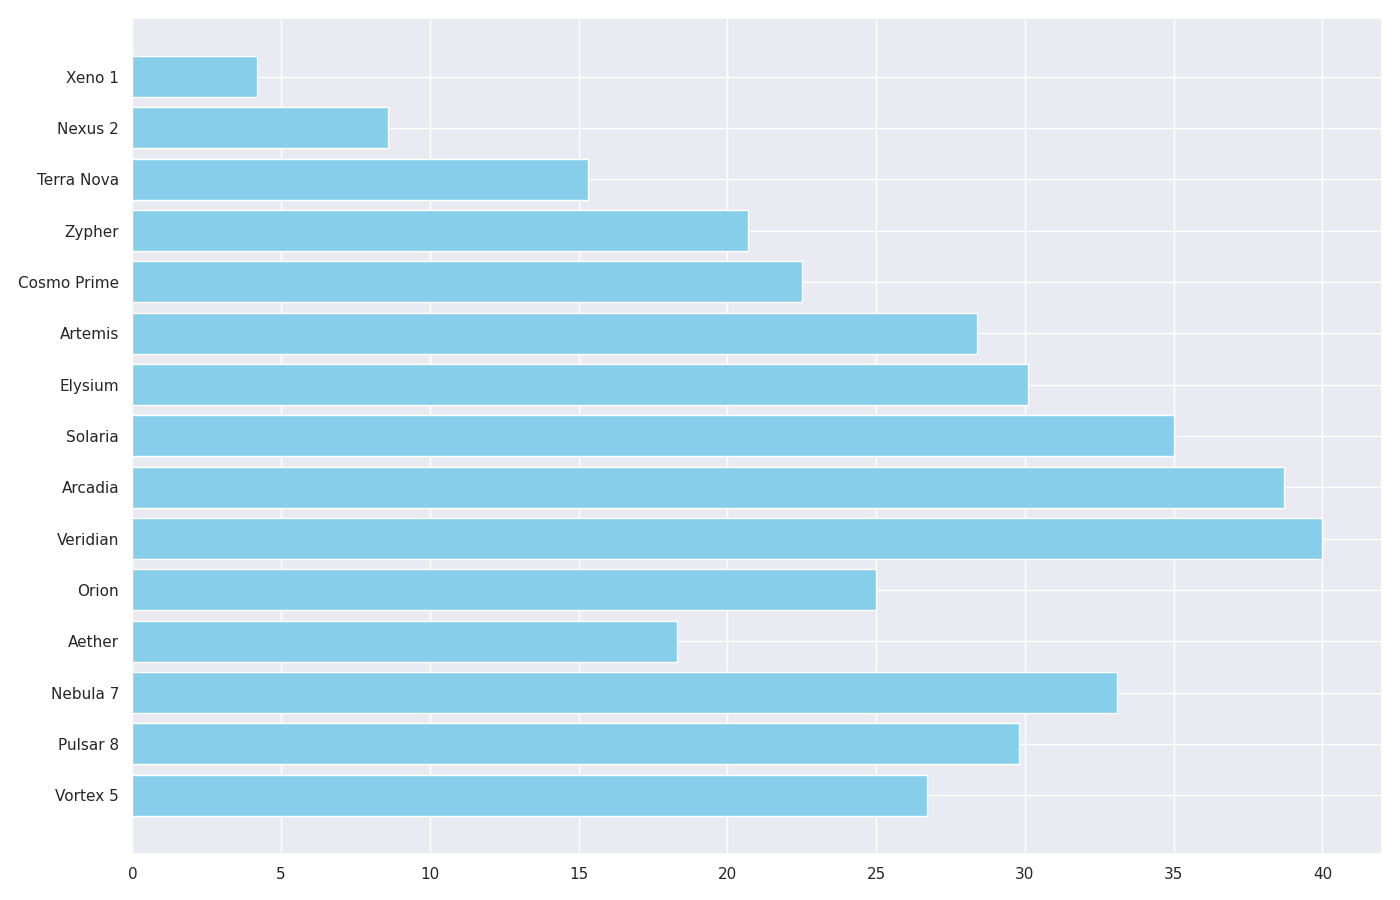 Xeno 1
Nexus 2
Terra Nova
Zypher
Cosmo Prime
Artemis
Elysium
Solaria
Arcadia
Veridian
Orion
Aether
Nebula 7
Pulsar 8
Vortex 5
0 5 10 15 20 25 30 35 40